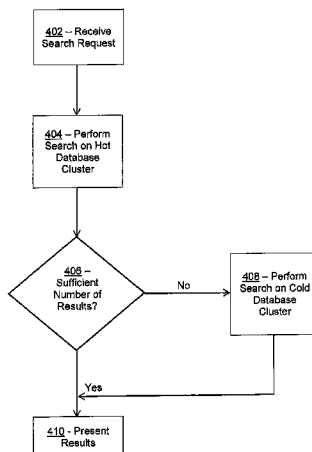 402 – Receive
Search Request
404 – Perform
Search on Hot
Database
Cluster
406 –
Sufficient
Number of
Results?
No
408 – Perform
Search on Cold
Database
Cluster
Yes
410 - Present
Results